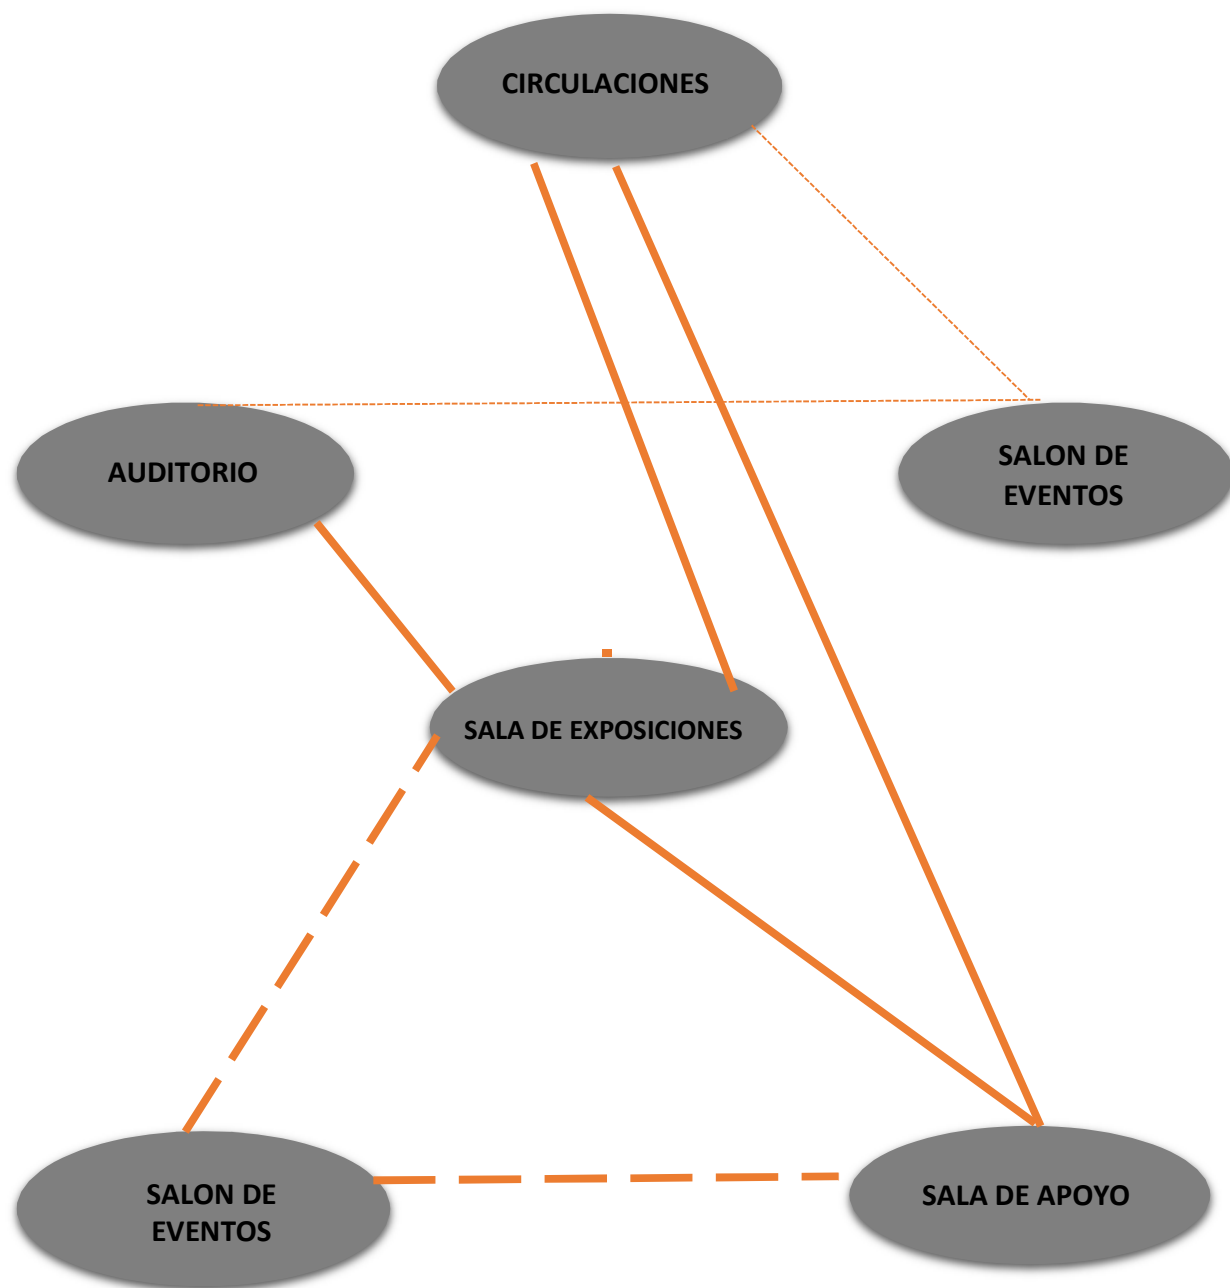 CIRCULACIONES
AUDITORIO
SALON DE
EVENTOS
SALA DE EXPOSICIONES
SALON DE
EVENTOS
SALA DE APOYO